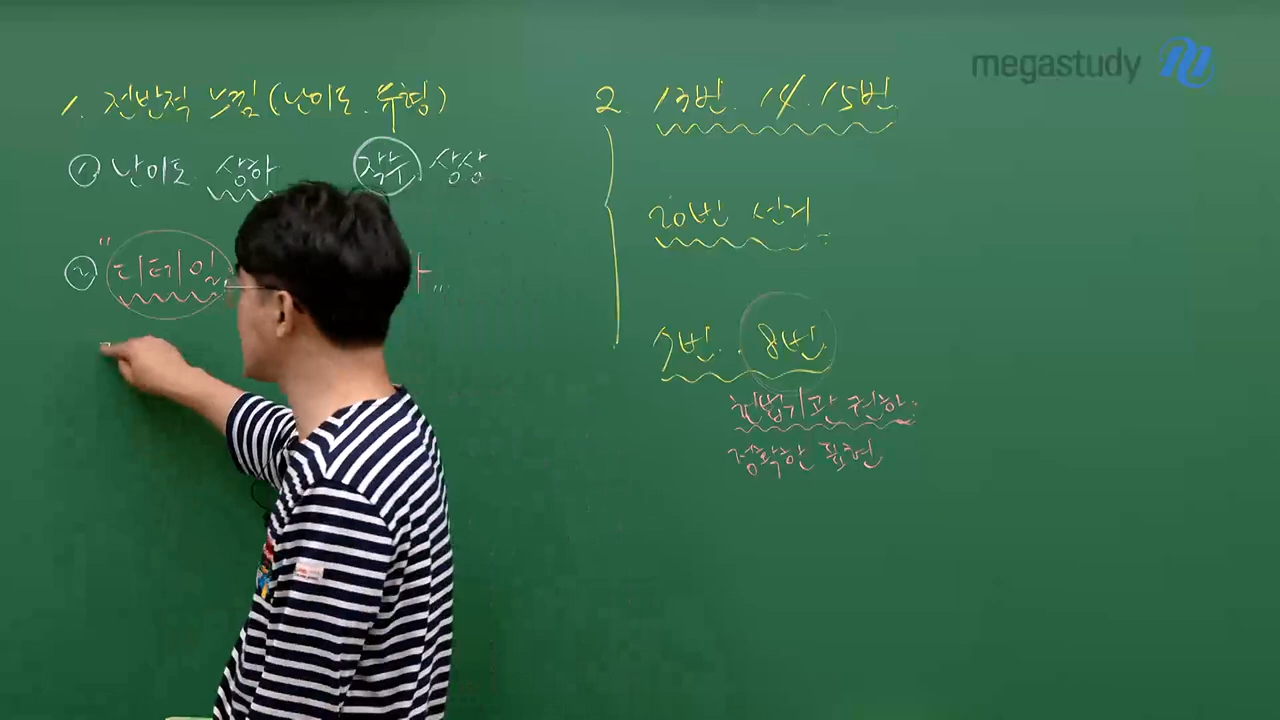 megastudy
1. 전반적 느낌 (난이도. 유형)
① 난이도 상하 작수 상상
② "디테일
2. 13번. 14. 15번
20번 선거
7번. 8번
헌법기관 권한.
정확한 표현